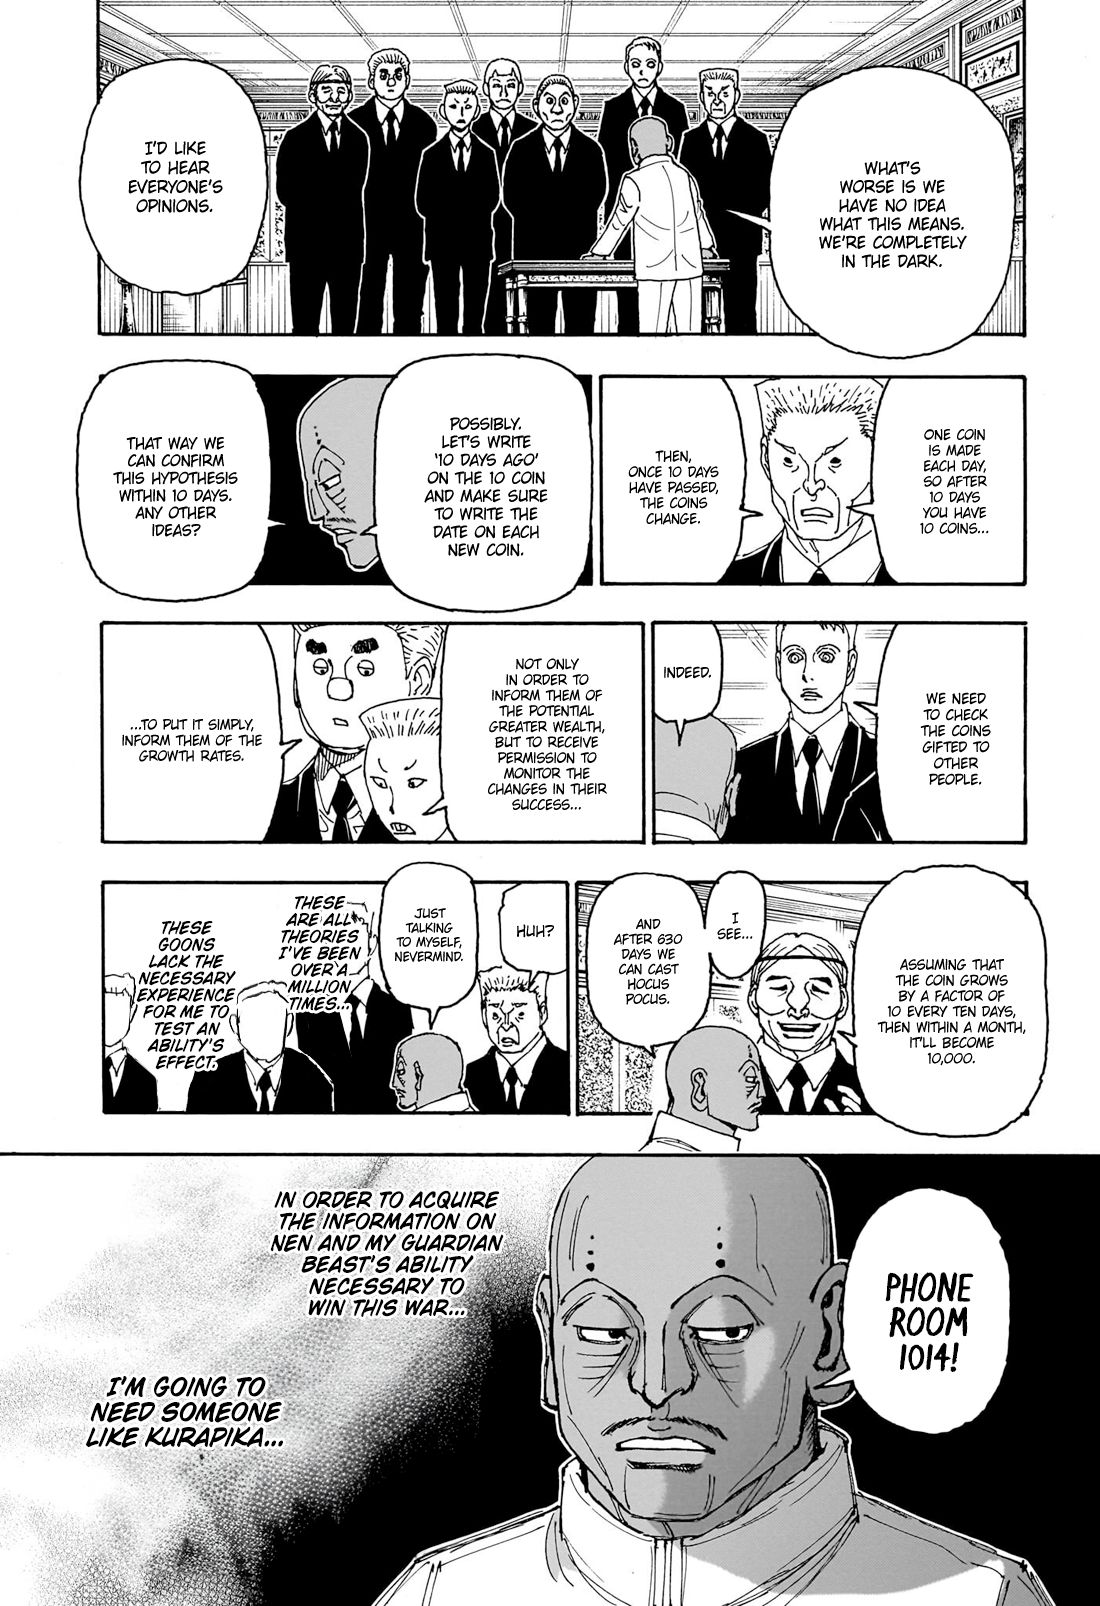 WHAT'S
WORSE IS WE
HAVE NO IDEA
WHAT THIS MEANS.
WE'RE COMPLETELY
IN THE DARK.
I'D LIKE
TO HEAR
EVERYONE'S
OPINIONS.
ONE COIN
IS MADE
EACH DAY,
SO AFTER
10 DAYS
YOU HAVE
10 COINS...
THEN,
ONCE 10 DAYS
HAVE PASSED,
THE COINS
CHANGE.
POSSIBLY.
LET'S WRITE
'10 DAYS AGO'
ON THE 10 COIN
AND MAKE SURE
TO WRITE THE
DATE ON EACH
NEW COIN.
THAT WAY WE
CAN CONFIRM
THIS HYPOTHESIS
WITHIN 10 DAYS.
ANY OTHER
IDEAS?
WE NEED
TO CHECK
THE COINS
GIFTED TO
OTHER
PEOPLE.
INDEED.
NOT ONLY
IN ORDER TO
INFORM THEM OF
THE POTENTIAL
GREATER WEALTH,
BUT TO RECEIVE
PERMISSION TO
MONITOR THE
CHANGES IN THEIR
SUCCESS...
...TO PUT IT SIMPLY,
INFORM THEM OF THE
GROWTH RATES.
ASSUMING THAT
THE COIN GROWS
BY A FACTOR OF
10 EVERY TEN DAYS,
THEN WITHIN A MONTH,
IT'LL BECOME
10,000.
I
SEE...
AND
AFTER 630
DAYS WE
CAN CAST
HOCUS
POCUS.
HUH?
JUST
TALKING
TO MYSELF,
NEVERMIND.
THESE
ARE ALL
THEORIES
I'VE BEEN
OVER A
MILLION
TIMES...
THESE
GOONS
LACK THE
NECESSARY
EXPERIENCE
FOR ME TO
TEST AN
ABILITY'S
EFFECT.
PHONE
ROOM
1014!
IN ORDER TO ACQUIRE
THE INFORMATION ON
NEN AND MY GUARDIAN
BEAST'S ABILITY
NECESSARY TO
WIN THIS WAR...
I'M GOING TO
NEED SOMEONE
LIKE KURAPIKA...